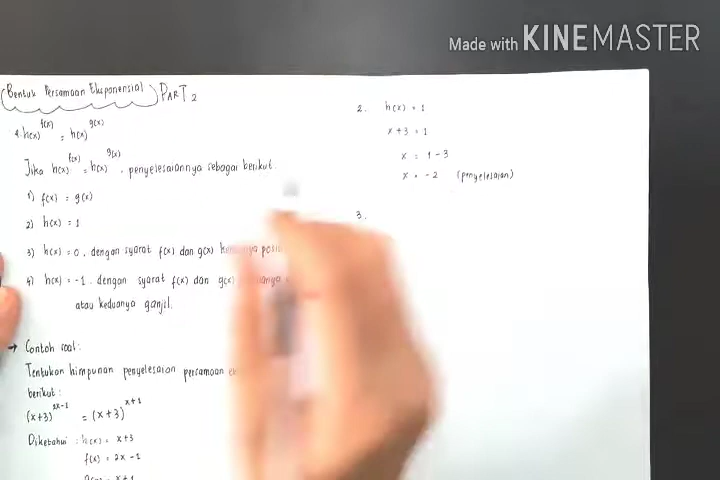 Made with KINEMASTER
Bentuk Persamaan Eksponensial PART 2
4. h(x)^f(x) = h(x)^g(x)
Jika h(x)^f(x) = h(x)^g(x), penyelesaiannya sebagai berikut.
1) f(x) = g(x)
2) h(x) = 1
3) h(x) = 0, dengan syarat f(x) dan g(x)
4) h(x) = -1, dengan syarat f(x) dan g(x)
atau keduanya ganjil.
→ Contoh soal:
Tentukan himpunan penyelesaian persamaan
berikut:
(x+3)^2x-1 = (x+3)^x+1
Diketahui: h(x) = x+3
f(x) = 2x - 1
2. h(x) = 1
x+3 = 1
x = 1-3
x = -2 (penyelesaian)
3.